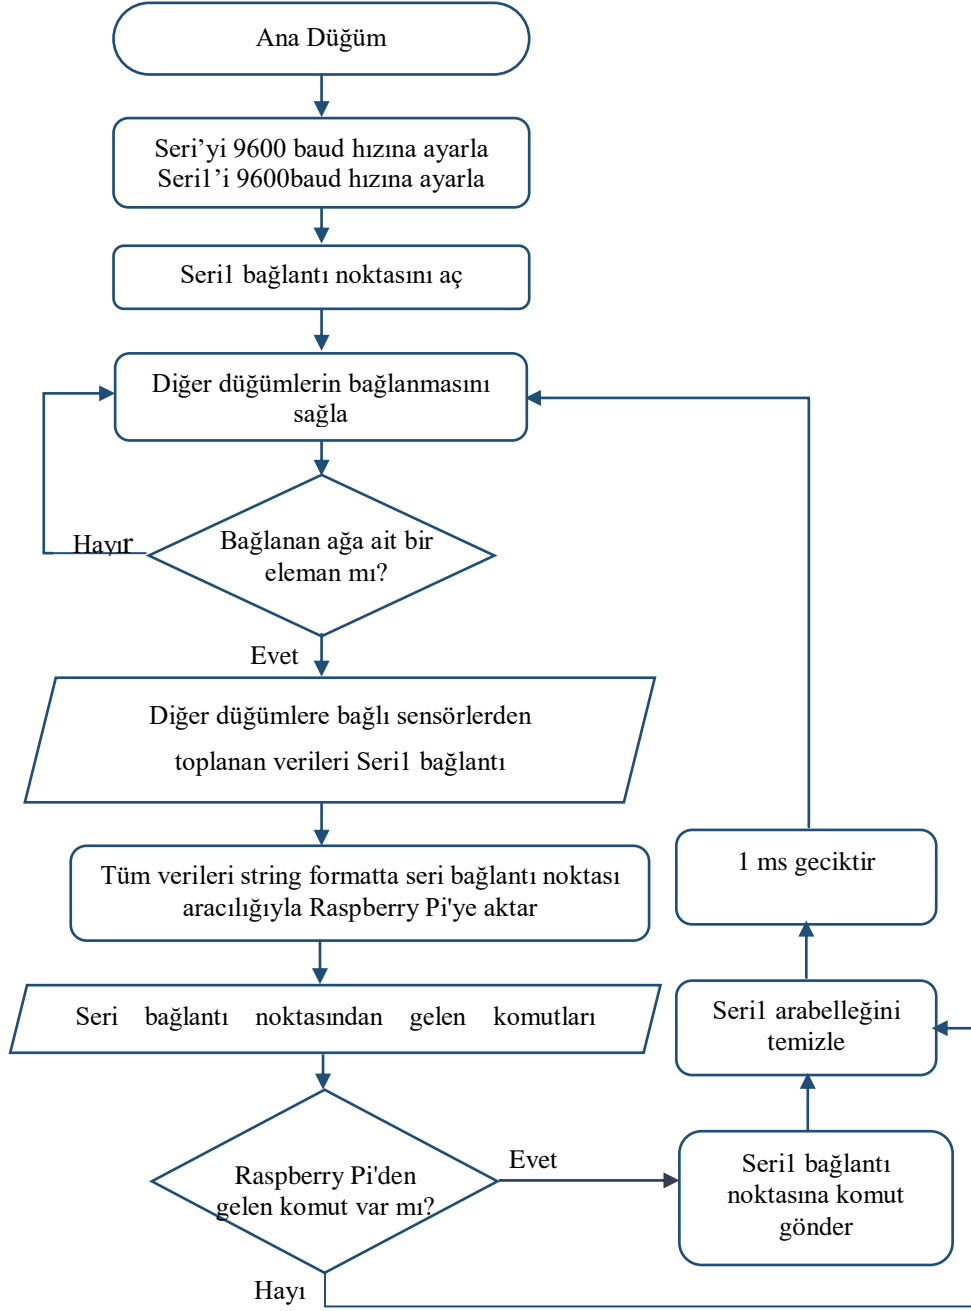 Ana Düğüm
Seri’yi 9600 baud hızına ayarla
Seri1’i 9600baud hızına ayarla
Seri1 bağlantı noktasını aç
Diğer düğümlerin bağlanmasını
sağla
Bağlanan ağa ait bir
eleman mı?
Hayır
Evet
Diğer düğümlere bağlı sensörlerden
toplanan verileri Seri1 bağlantı
Tüm verileri string formatta seri bağlantı noktası
aracılığıyla Raspberry Pi'ye aktar
Seri bağlantı noktasından gelen komutları
Raspberry Pi'den
gelen komut var mı?
Evet
Hayı
Seri1 bağlantı
noktasına komut
gönder
Seri1 arabelleğini
temizle
1 ms geciktir